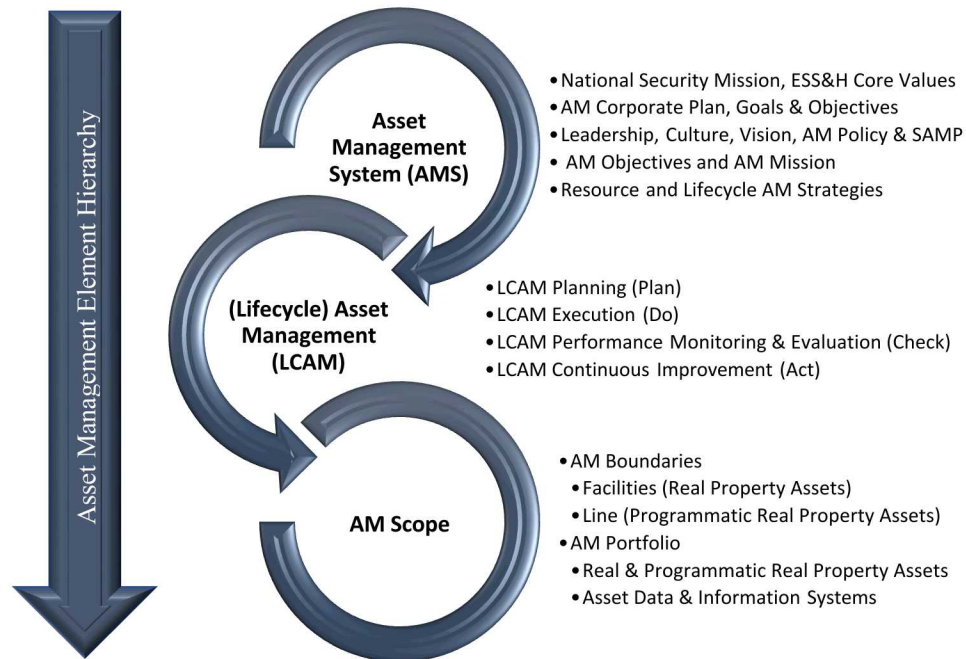 Asset Management Element Hierarchy
Asset
Management
System (AMS)
•National Security Mission, ESS&H Core Values
•AM Corporate Plan, Goals & Objectives
•Leadership, Culture, Vision, AM Policy & SAMP
• AM Objectives and AM Mission
•Resource and Lifecycle AM Strategies
(Lifecycle) Asset
Management
(LCAM)
•LCAM Planning (Plan)
•LCAM Execution (Do)
•LCAM Performance Monitoring & Evaluation (Check)
•LCAM Continuous Improvement (Act)
AM Scope
•AM Boundaries
•Facilities (Real Property Assets)
•Line (Programmatic Real Property Assets)
•AM Portfolio
•Real & Programmatic Real Property Assets
•Asset Data & Information Systems